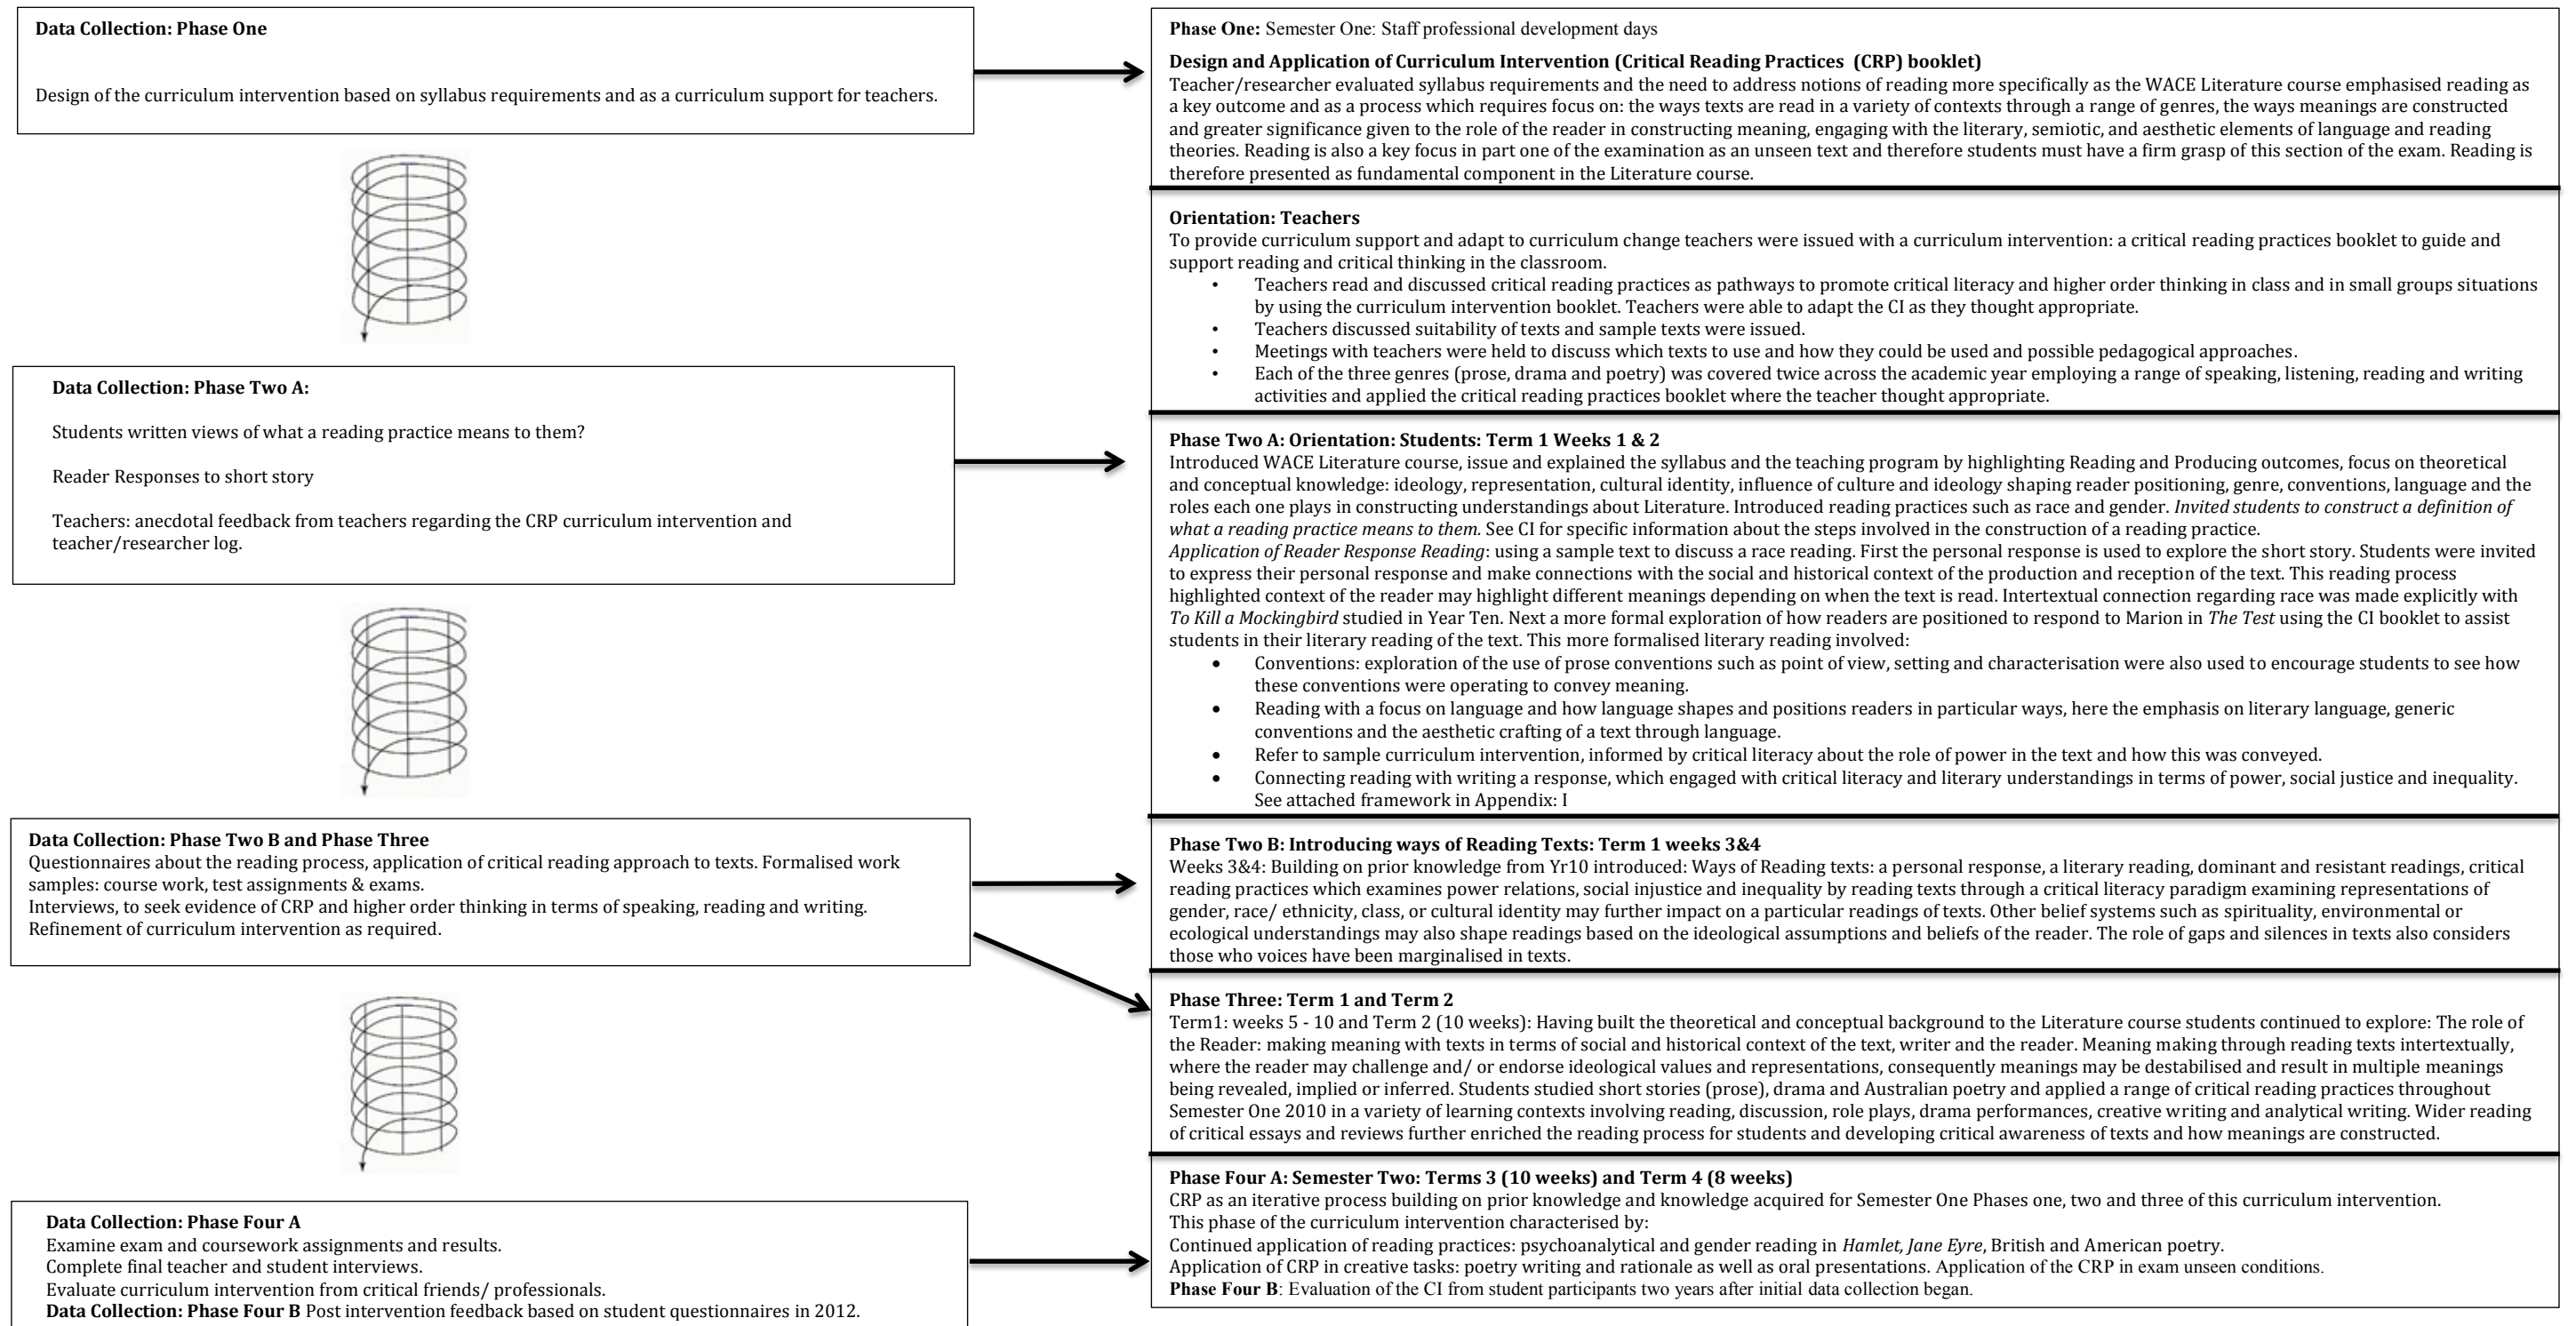 Data Collection: Phase One
Design of the curriculum intervention based on syllabus requirements and as a curriculum support for teachers.
Data Collection: Phase Two A:
Students written views of what a reading practice means to them?
Reader Responses to short story
Teachers: anecdotal feedback from teachers regarding the CRP curriculum intervention and
teacher/researcher log.
Data Collection: Phase Two B and Phase Three
Questionnaires about the reading process, application of critical reading approach to texts. Formalised work
samples: course work, test assignments & exams.
Interviews, to seek evidence of CRP and higher order thinking in terms of speaking, reading and writing.
Refinement of curriculum intervention as required.
Data Collection: Phase Four A
Examine exam and coursework assignments and results.
Complete final teacher and student interviews.
Evaluate curriculum intervention from critical friends/ professionals.
Data Collection: Phase Four B Post intervention feedback based on student questionnaires in 2012.
Phase One: Semester One: Staff professional development days
Design and Application of Curriculum Intervention (Critical Reading Practices (CRP) booklet)
Teacher/researcher evaluated syllabus requirements and the need to address notions of reading more specifically as the WACE Literature course emphasised reading as
a key outcome and as a process which requires focus on: the ways texts are read in a variety of contexts through a range of genres, the ways meanings are constructed
and greater significance given to the role of the reader in constructing meaning, engaging with the literary, semiotic, and aesthetic elements of language and reading
theories. Reading is also a key focus in part one of the examination as an unseen text and therefore students must have a firm grasp of this section of the exam. Reading is
therefore presented as fundamental component in the Literature course.
Orientation: Teachers
To provide curriculum support and adapt to curriculum change teachers were issued with a curriculum intervention: a critical reading practices booklet to guide and
support reading and critical thinking in the classroom.
• Teachers read and discussed critical reading practices as pathways to promote critical literacy and higher order thinking in class and in small groups situations
by using the curriculum intervention booklet. Teachers were able to adapt the CI as they thought appropriate.
• Teachers discussed suitability of texts and sample texts were issued.
• Meetings with teachers were held to discuss which texts to use and how they could be used and possible pedagogical approaches.
• Each of the three genres (prose, drama and poetry) was covered twice across the academic year employing a range of speaking, listening, reading and writing
activities and applied the critical reading practices booklet where the teacher thought appropriate.
Phase Two A: Orientation: Students: Term 1 Weeks 1 & 2
Introduced WACE Literature course, issue and explained the syllabus and the teaching program by highlighting Reading and Producing outcomes, focus on theoretical
and conceptual knowledge: ideology, representation, cultural identity, influence of culture and ideology shaping reader positioning, genre, conventions, language and the
roles each one plays in constructing understandings about Literature. Introduced reading practices such as race and gender. Invited students to construct a definition of
what a reading practice means to them. See CI for specific information about the steps involved in the construction of a reading practice.
Application of Reader Response Reading: using a sample text to discuss a race reading. First the personal response is used to explore the short story. Students were invited
to express their personal response and make connections with the social and historical context of the production and reception of the text. This reading process
highlighted context of the reader may highlight different meanings depending on when the text is read. Intertextual connection regarding race was made explicitly with
To Kill a Mockingbird studied in Year Ten. Next a more formal exploration of how readers are positioned to respond to Marion in The Test using the CI booklet to assist
students in their literary reading of the text. This more formalised literary reading involved:
• Conventions: exploration of the use of prose conventions such as point of view, setting and characterisation were also used to encourage students to see how
these conventions were operating to convey meaning.
• Reading with a focus on language and how language shapes and positions readers in particular ways, here the emphasis on literary language, generic
conventions and the aesthetic crafting of a text through language.
• Refer to sample curriculum intervention, informed by critical literacy about the role of power in the text and how this was conveyed.
• Connecting reading with writing a response, which engaged with critical literacy and literary understandings in terms of power, social justice and inequality.
See attached framework in Appendix: I
Phase Two B: Introducing ways of Reading Texts: Term 1 weeks 3&4
Weeks 3&4: Building on prior knowledge from Yr10 introduced: Ways of Reading texts: a personal response, a literary reading, dominant and resistant readings, critical
reading practices which examines power relations, social injustice and inequality by reading texts through a critical literacy paradigm examining representations of
gender, race/ ethnicity, class, or cultural identity may further impact on a particular readings of texts. Other belief systems such as spirituality, environmental or
ecological understandings may also shape readings based on the ideological assumptions and beliefs of the reader. The role of gaps and silences in texts also considers
those who voices have been marginalised in texts.
Phase Three: Term 1 and Term 2
Term1: weeks 5 - 10 and Term 2 (10 weeks): Having built the theoretical and conceptual background to the Literature course students continued to explore: The role of
the Reader: making meaning with texts in terms of social and historical context of the text, writer and the reader. Meaning making through reading texts intertextually,
where the reader may challenge and/ or endorse ideological values and representations, consequently meanings may be destabilised and result in multiple meanings
being revealed, implied or inferred. Students studied short stories (prose), drama and Australian poetry and applied a range of critical reading practices throughout
Semester One 2010 in a variety of learning contexts involving reading, discussion, role plays, drama performances, creative writing and analytical writing. Wider reading
of critical essays and reviews further enriched the reading process for students and developing critical awareness of texts and how meanings are constructed.
Phase Four A: Semester Two: Terms 3 (10 weeks) and Term 4 (8 weeks)
CRP as an iterative process building on prior knowledge and knowledge acquired for Semester One Phases one, two and three of this curriculum intervention.
This phase of the curriculum intervention characterised by:
Continued application of reading practices: psychoanalytical and gender reading in Hamlet, Jane Eyre, British and American poetry.
Application of CRP in creative tasks: poetry writing and rationale as well as oral presentations. Application of the CRP in exam unseen conditions.
Phase Four B: Evaluation of the CI from student participants two years after initial data collection began.